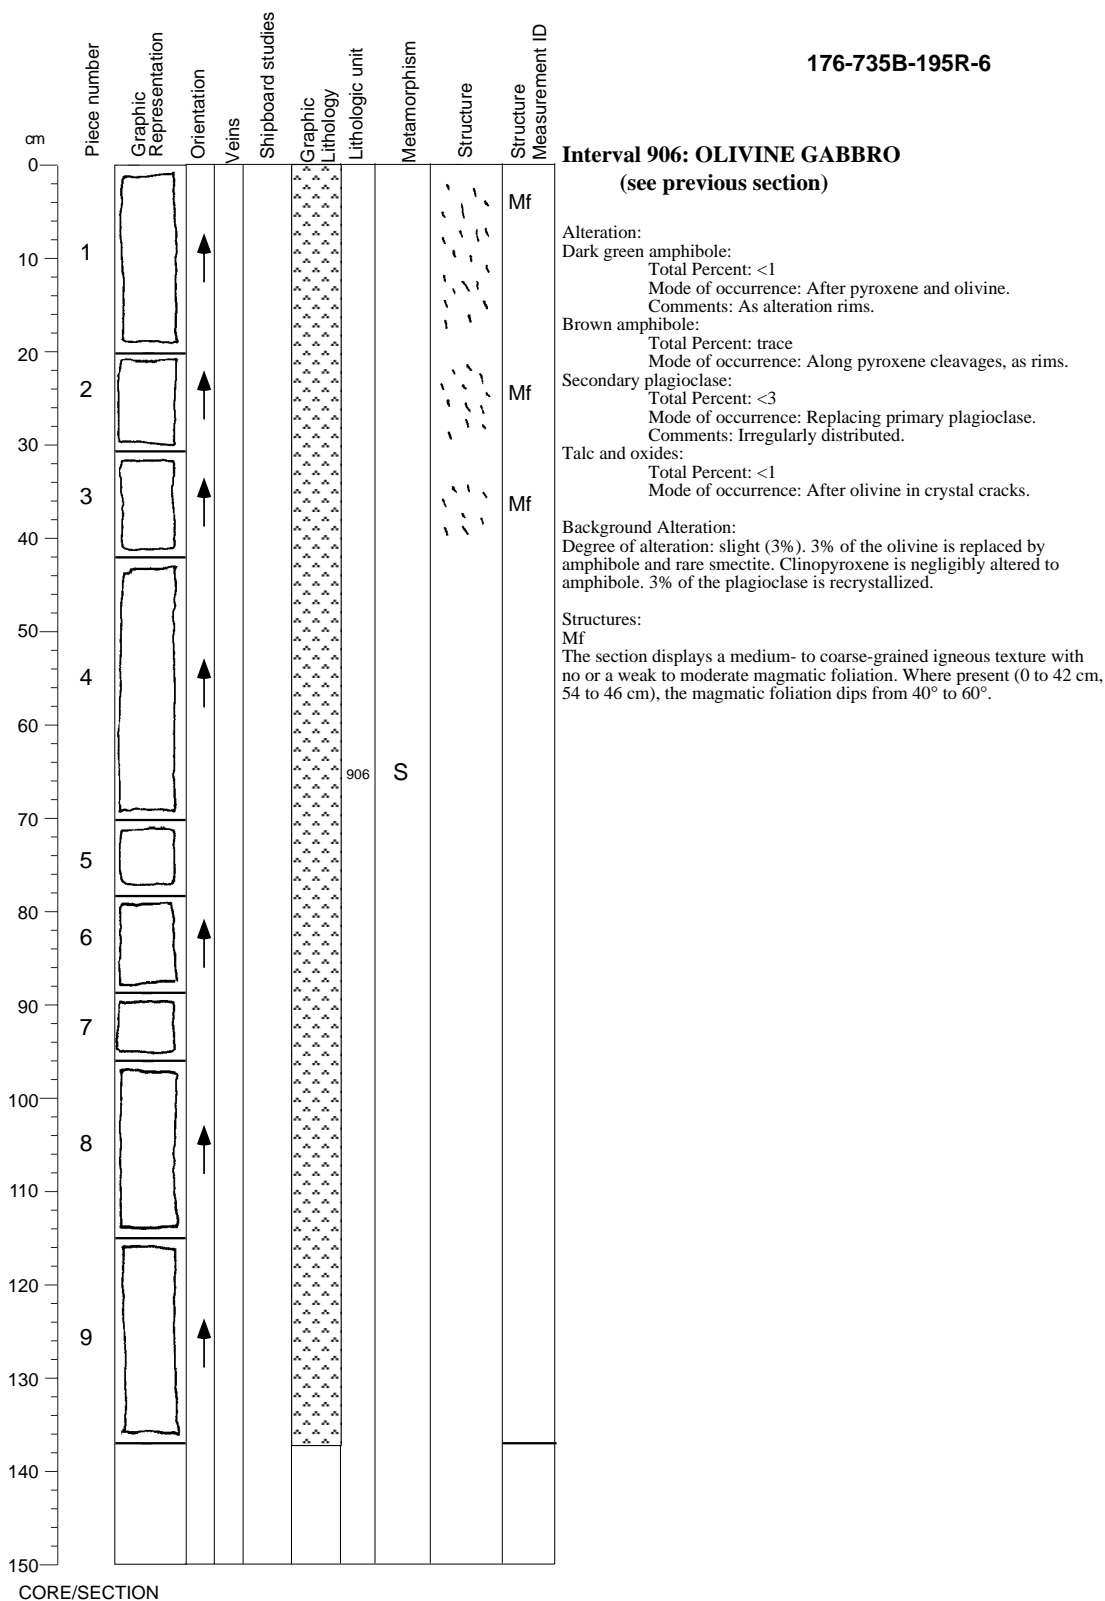 176-735B-195R-6
cm
Piece number
Graphic
Representation
Orientation
Veins
Shipboard studies
Graphic
Lithology
Lithologic unit
Metamorphism
Structure
Structure
Measurement ID
0
10
20
30
40
50
60
70
80
90
100
110
120
130
140
150
1
2
3
4
5
6
7
8
9
906
S
Mf
Mf
Mf
CORE/SECTION
Interval 906: OLIVINE GABBRO
(see previous section)
Alteration:
Dark green amphibole:
Total Percent: <1
Mode of occurrence: After pyroxene and olivine.
Comments: As alteration rims.
Brown amphibole:
Total Percent: trace
Mode of occurrence: Along pyroxene cleavages, as rims.
Secondary plagioclase:
Total Percent: <3
Mode of occurrence: Replacing primary plagioclase.
Comments: Irregularly distributed.
Talc and oxides:
Total Percent: <1
Mode of occurrence: After olivine in crystal cracks.
Background Alteration:
Degree of alteration: slight (3%). 3% of the olivine is replaced by
amphibole and rare smectite. Clinopyroxene is negligibly altered to
amphibole. 3% of the plagioclase is recrystallized.
Structures:
Mf
The section displays a medium- to coarse-grained igneous texture with
no or a weak to moderate magmatic foliation. Where present (0 to 42 cm,
54 to 46 cm), the magmatic foliation dips from 40° to 60°.